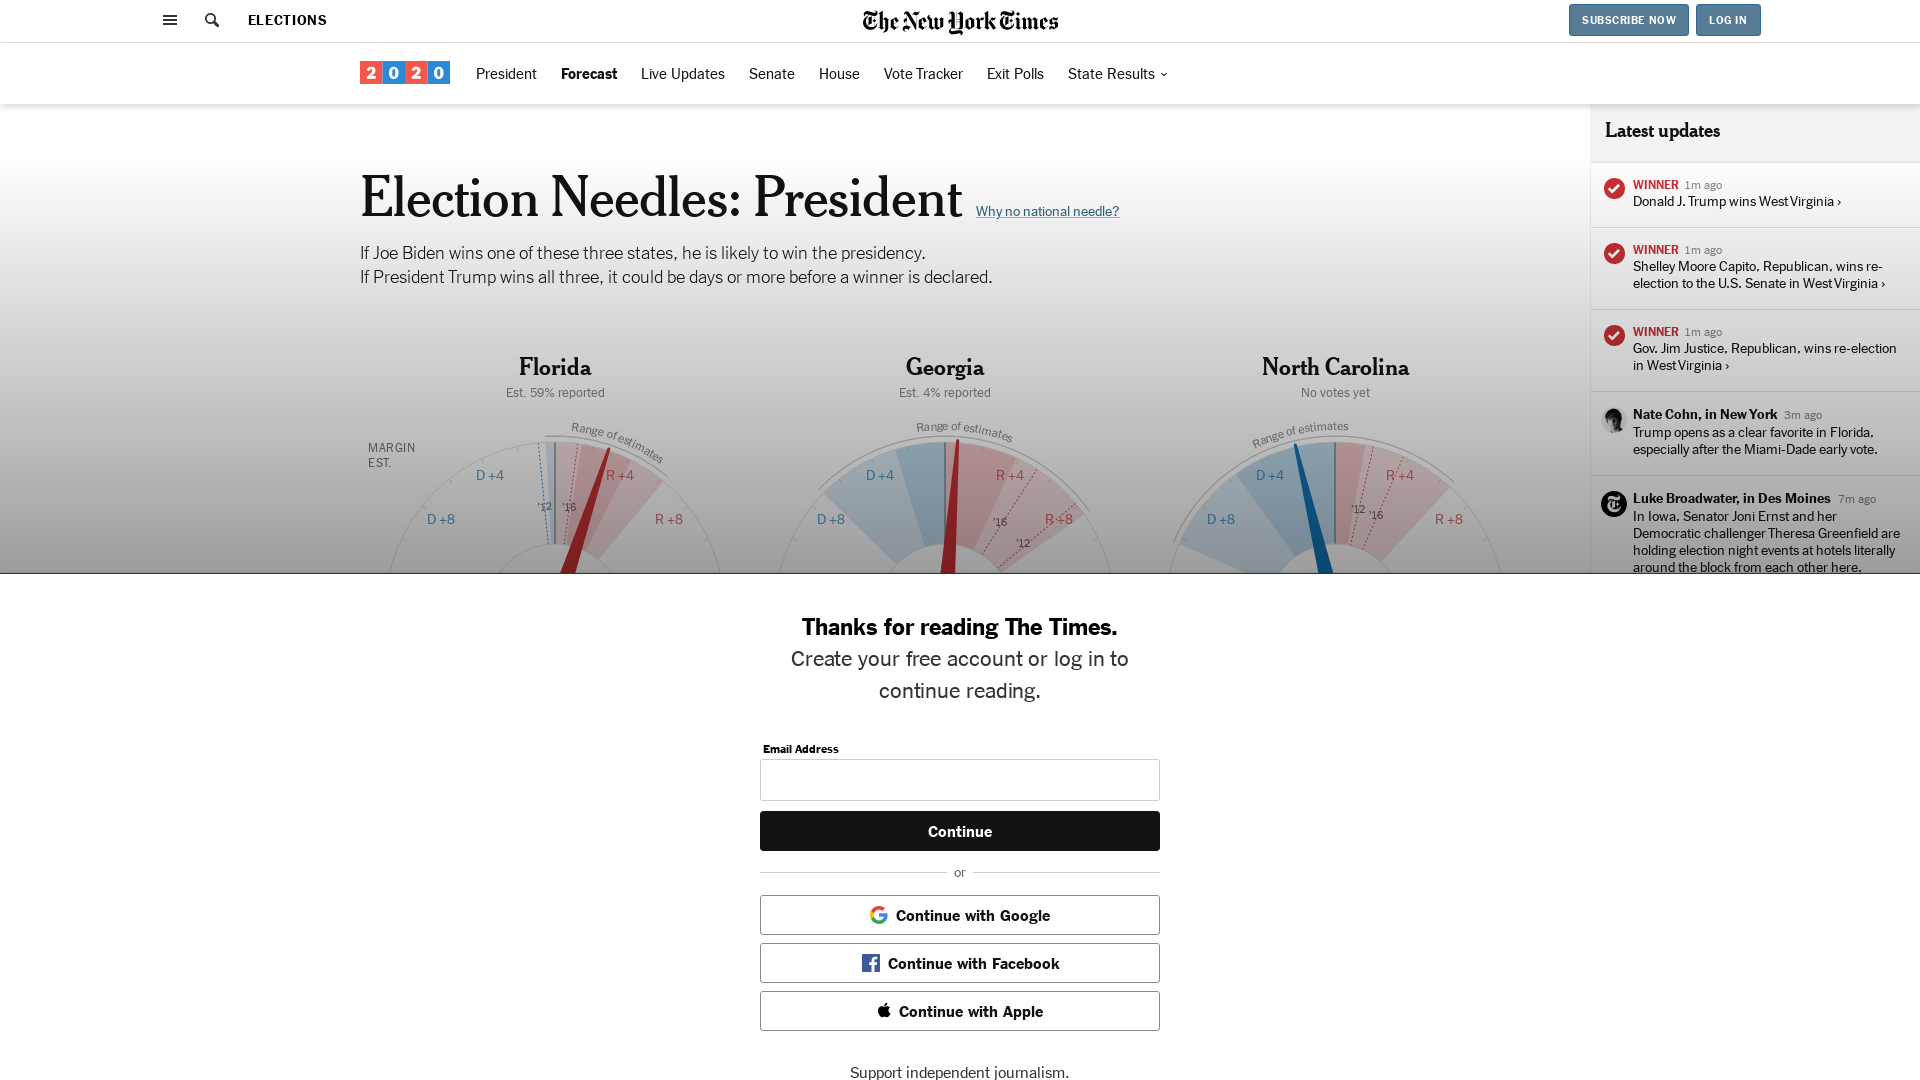 ELECTIONS
The New York Times
SUBSCRIBE NOW
LOG IN
2020
President
Forecast
Live Updates
Senate
House
Vote Tracker
Exit Polls
State Results
Latest updates
Election Needles: President
Why no national needle?
If Joe Biden wins one of these three states, he is likely to win the presidency.
If President Trump wins all three, it could be days or more before a winner is declared.
Florida
Est. 59% reported
MARGIN
EST.
Range of estimates
D +4
R +4
D +8
R +8
'12
'16
Georgia
Est. 4% reported
Range of estimates
D +4
R +4
D +8
R +8
'16
'12
North Carolina
No votes yet
Range of estimates
D +4
R +4
D +8
R +8
'12
'16
WINNER 1m ago
Donald J. Trump wins West Virginia ›
WINNER 1m ago
Shelley Moore Capito, Republican, wins re-
election to the U.S. Senate in West Virginia ›
WINNER 1m ago
Gov. Jim Justice, Republican, wins re-election
in West Virginia ›
Nate Cohn, in New York 3m ago
Trump opens as a clear favorite in Florida,
especially after the Miami-Dade early vote.
Luke Broadwater, in Des Moines 7m ago
In Iowa, Senator Joni Ernst and her
Democratic challenger Theresa Greenfield are
holding election night events at hotels literally
around the block from each other here.
Thanks for reading The Times.
Create your free account or log in to
continue reading.
Email Address
Continue
or
Continue with Google
Continue with Facebook
Continue with Apple
Support independent journalism.